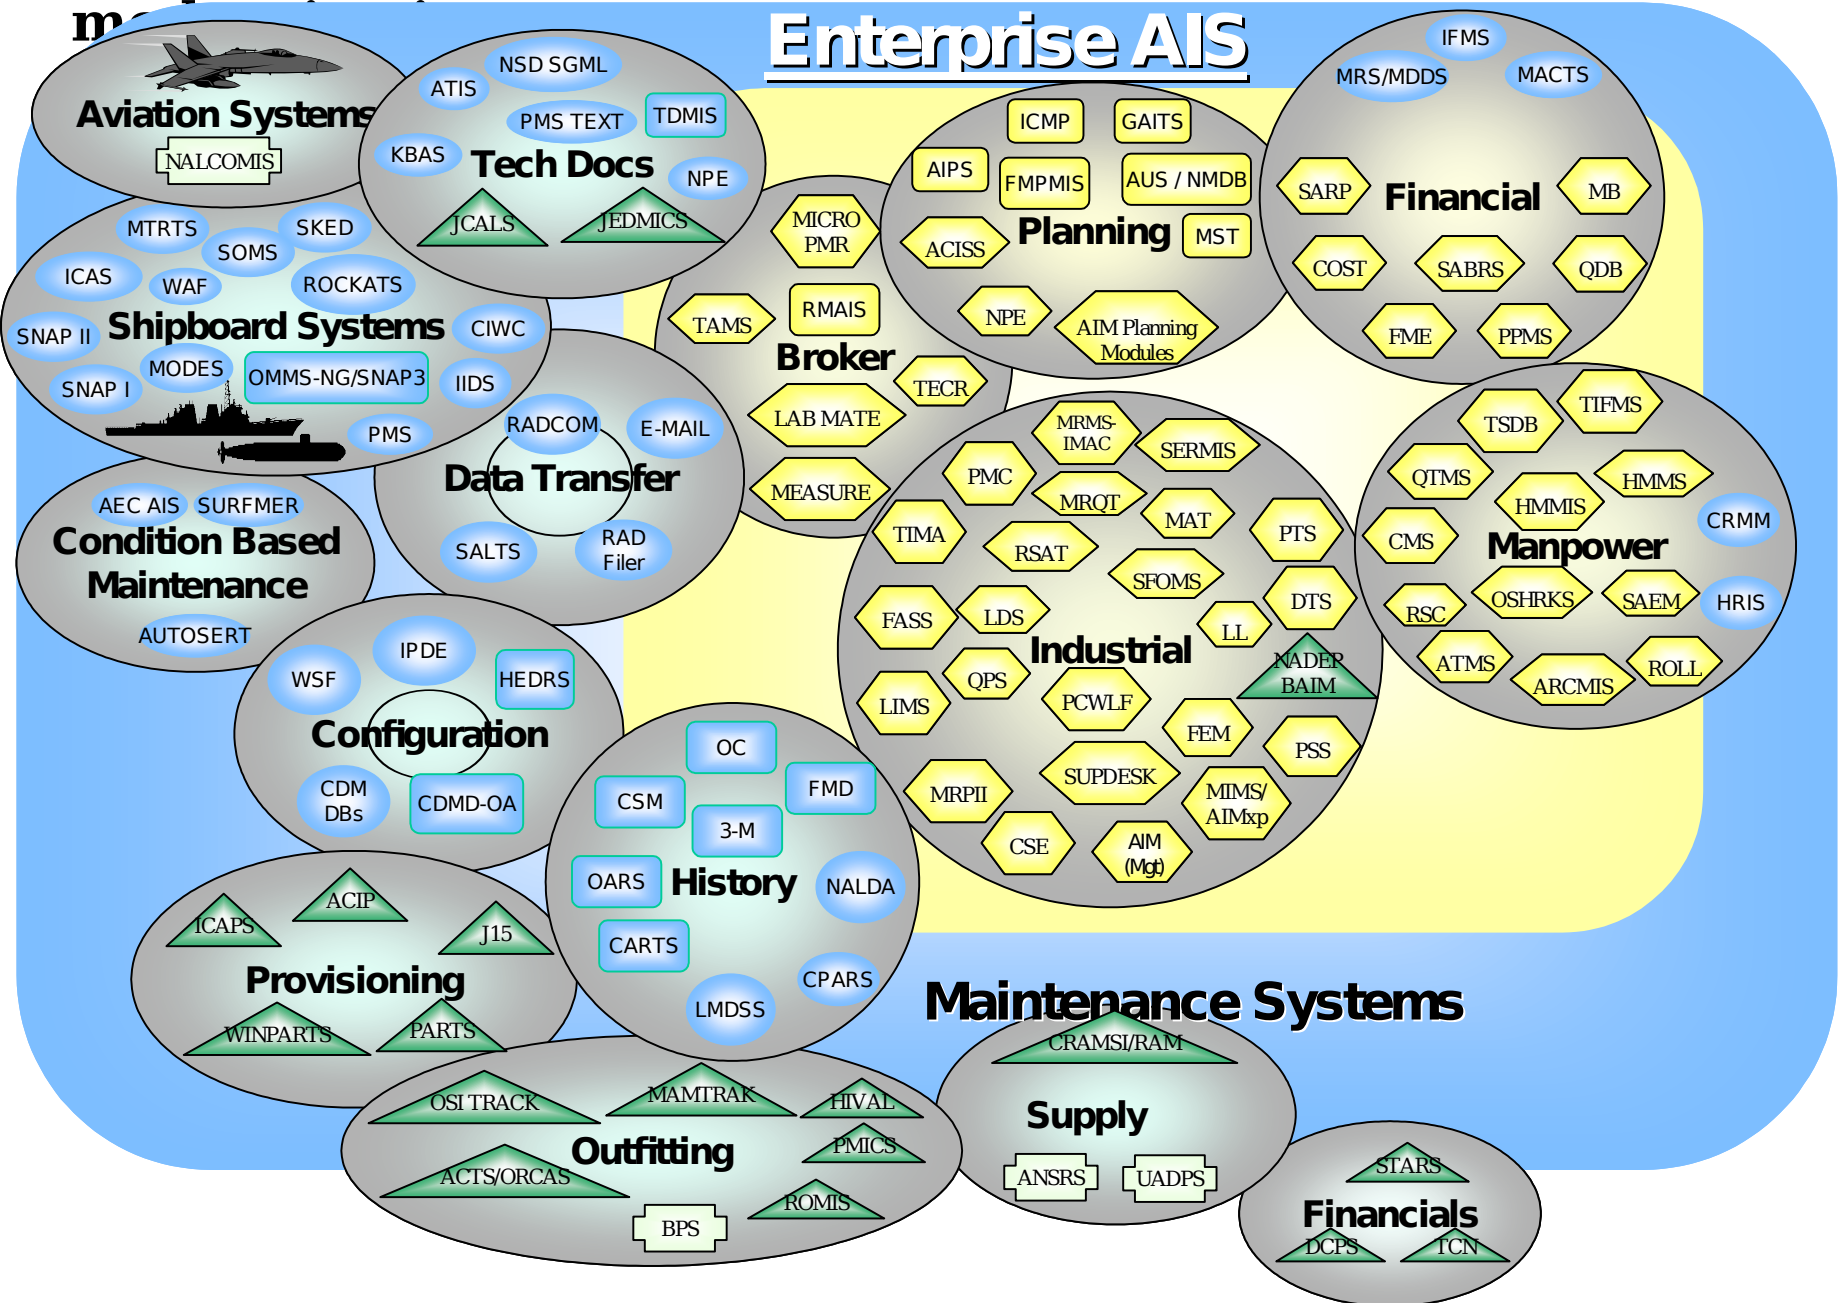 Enterprise AIS
Aviation Systems
NALCOMIS
NSD SGML
ATIS
PMS TEXT
TDMIS
KBAS
Tech Docs
NPE
JCALS
JEDMICS
MTRTS
SKED
SOMS
ICAS
WAF
ROCKATS
SNAP II
Shipboard Systems
CIWC
MODES
SNAP I
OMMS-NG/SNAP3
IIDS
PMS
RADCOM
E-MAIL
Data Transfer
SALTS
RAD
Filer
AEC AIS
SURFMER
Condition Based
Maintenance
AUTOSERT
IPDE
WSF
HEDRS
Configuration
CDM
DBs
CDMD-OA
MICRO
PMR
TAMS
RMAIS
Broker
TECR
LAB MATE
MEASURE
ICMP
GAITS
AIPS
FMPMIS
AUS / NMDB
ACISS
Planning
MST
NPE
AIM Planning
Modules
IFMS
MRS/MDDS
MACTS
SARP
Financial
MB
COST
SABRS
QDB
FME
PPMS
TIFMS
TSDB
QTMS
HMMS
HMMIS
CRMM
CMS
Manpower
RSC
OSHRKS
SAEM
HRIS
ATMS
ARCMIS
ROLL
MRMS-
IMAC
SERMIS
PMC
MRQT
MAT
TIMA
RSAT
PTS
SFOMS
DTS
FASS
LDS
LL
Industrial
NADEP
BAIM
QPS
LIMS
PCWLF
FEM
PSS
SUPDESK
MRPII
MIMS/
AIMxp
CSE
AIM
(Mgt)
OC
CSM
FMD
3-M
OARS
History
NALDA
CARTS
CPARS
LMDSS
ICAPS
ACIP
J15
Provisioning
WINPARTS
PARTS
Maintenance Systems
OSI TRACK
MAMTRAK
HIVAL
Outfitting
PMICS
ACTS/ORCAS
ROMIS
BPS
CRAMSI/RAM
Supply
ANSRS
UADPS
STARS
Financials
DCPS
TCN